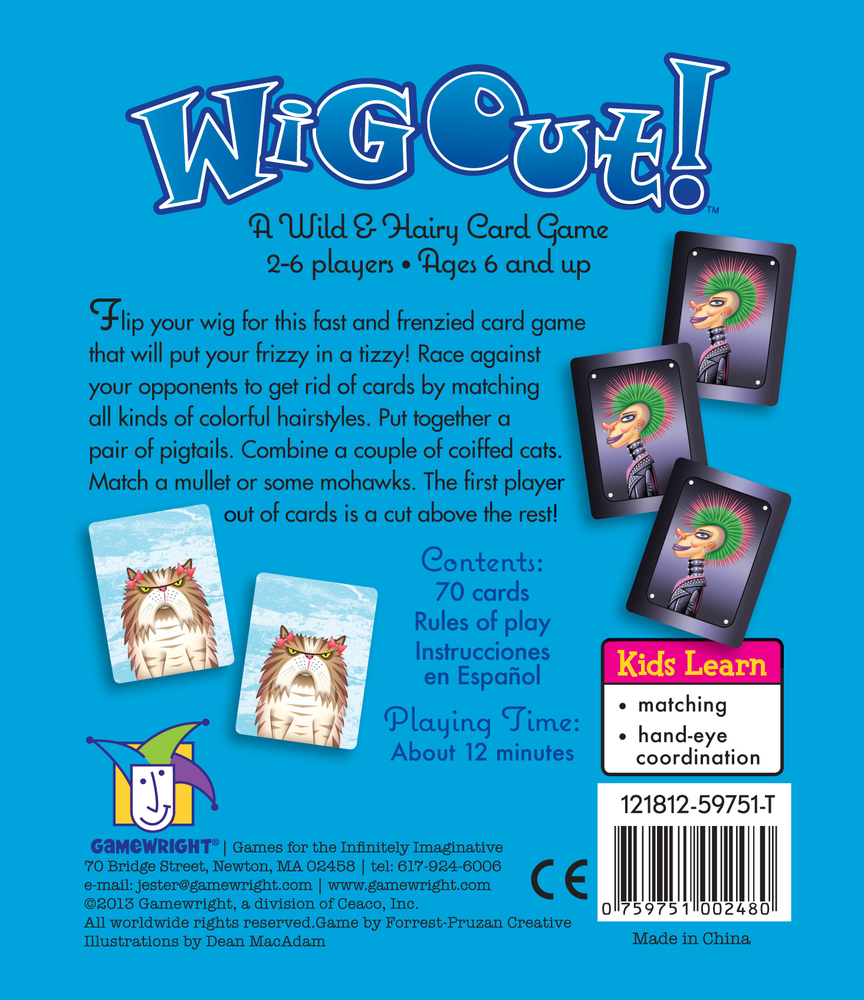 Wig Out!™
A Wild & Hairy Card Game
2-6 players • Ages 6 and up
Flip your wig for this fast and frenzied card game
that will put your frizzy in a tizzy! Race against
your opponents to get rid of cards by matching
all kinds of colorful hairstyles. Put together a
pair of pigtails. Combine a couple of coiffed cats.
Match a mullet or some mohawks. The first player
out of cards is a cut above the rest!
Contents:
70 cards
Rules of play
Instrucciones
en Español
Playing Time:
About 12 minutes
Kids Learn
• matching
• hand-eye
coordination
121812-59751-T
0 759751 002480
Made in China
CE
GAMEWRIGHT® | Games for the Infinitely Imaginative
70 Bridge Street, Newton, MA 02458 | tel: 617-924-6006
e-mail: jester@gamewright.com | www.gamewright.com
©2013 Gamewright, a division of Ceaco, Inc.
All worldwide rights reserved.Game by Forrest-Pruzan Creative
Illustrations by Dean MacAdam